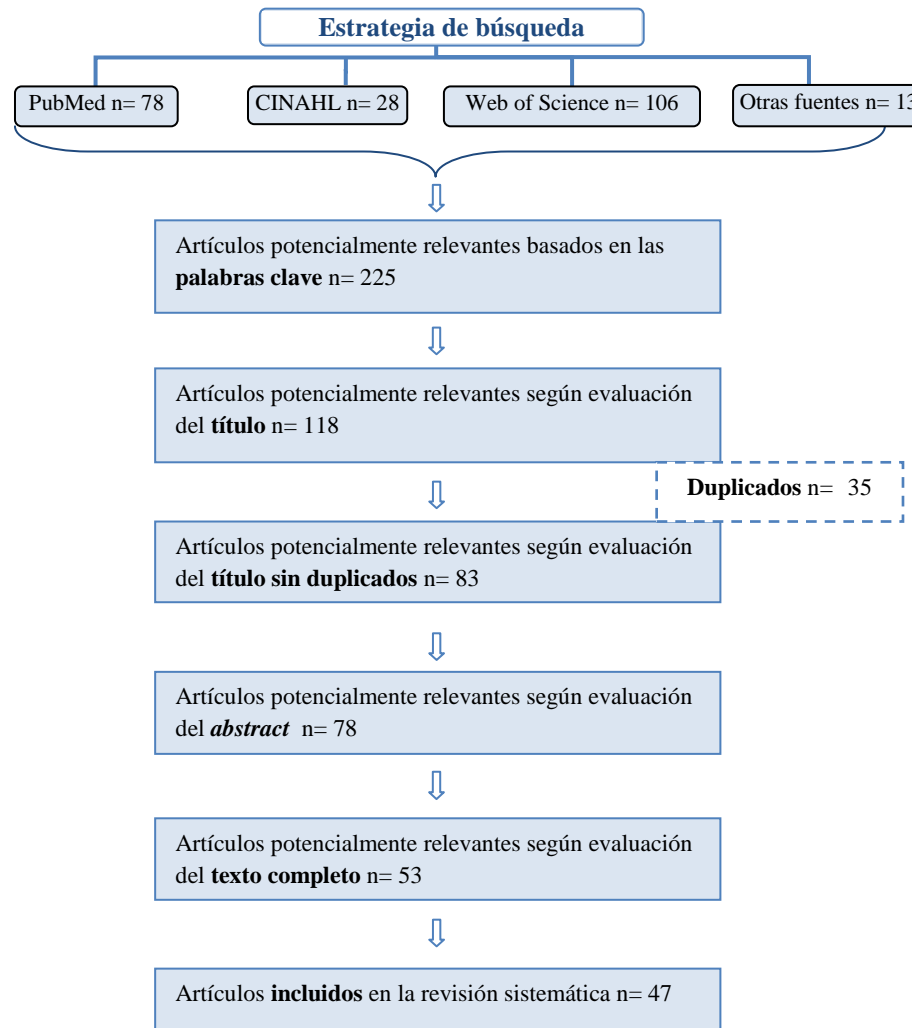 Estrategia de búsqueda
PubMed n= 78
CINAHL n= 28
Web of Science n= 106
Otras fuentes n= 13
Artículos potencialmente relevantes basados en las
palabras clave n= 225
Artículos potencialmente relevantes según evaluación
del título n= 118
Duplicados n= 35
Artículos potencialmente relevantes según evaluación
del título sin duplicados n= 83
Artículos potencialmente relevantes según evaluación
del abstract n= 78
Artículos potencialmente relevantes según evaluación
del texto completo n= 53
Artículos incluidos en la revisión sistemática n= 47